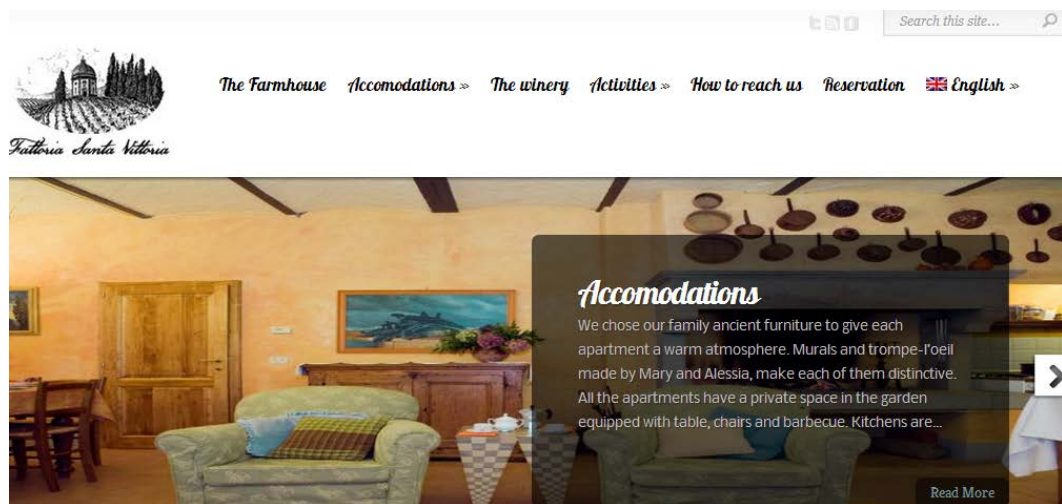 Search this site...
Fattoria Santa Vittoria
The Farmhouse Accomodations » The winery Activities » How to reach us Reservation English »
Accomodations
We chose our family ancient furniture to give each
apartment a warm atmosphere. Murals and trompe-l'oeil
made by Mary and Alessia, make each of them distinctive.
All the apartments have a private space in the garden
equipped with table, chairs and barbecue. Kitchens are...
Read More